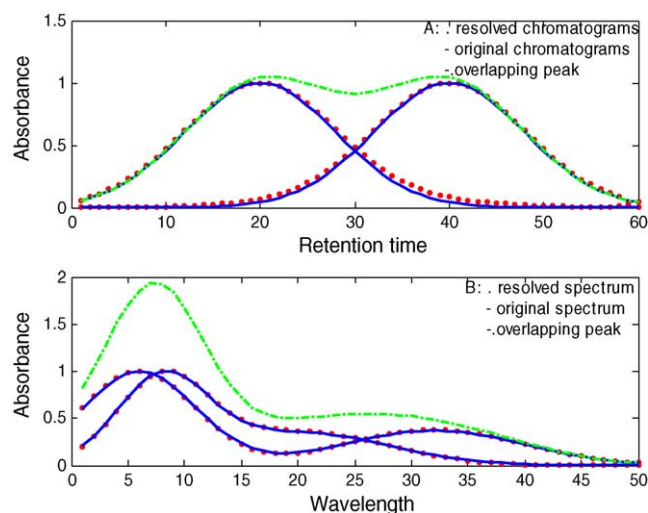 1.5
A: . resolved chromatograms
- original chromatograms
-.overlapping peak
1
0.5
0
Absorbance
10 20 30 40 50 60
Retention time
2
B: . resolved spectrum
- original spectrum
-.overlapping peak
1.5
1
0.5
0
Absorbance
0 5 10 15 20 25 30 35 40 45 50
Wavelength